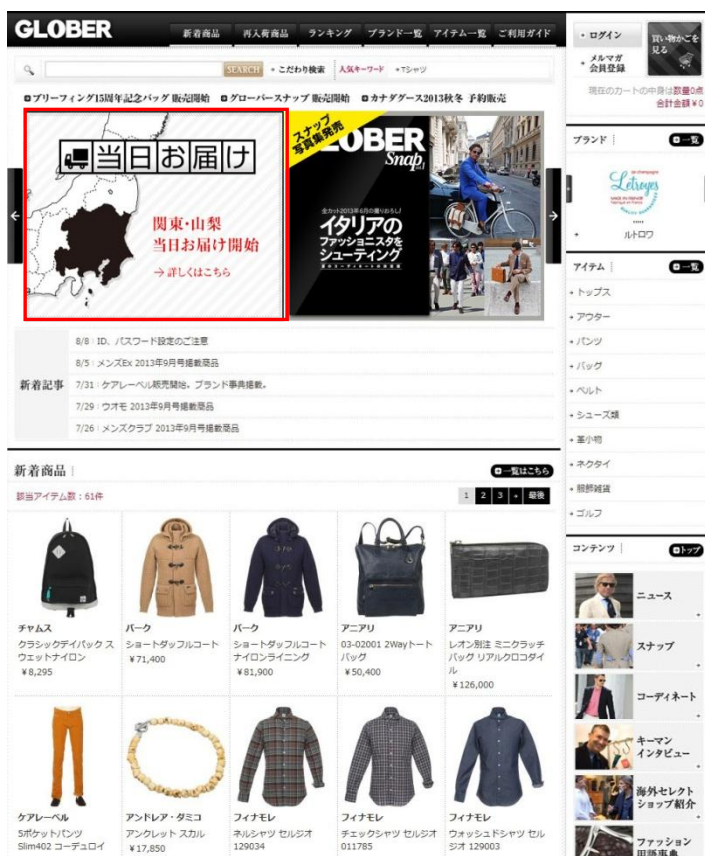 GLOBER
新着商品 再入荷商品 ランキング ブランド一覧 アイテム一覧 ご利用ガイド
ログイン
メルマガ
会員登録
買い物かごを
見る
SEARCH こだわり検索 人気キーワード Tシャツ
現在のカートの中身は数量0点
合計金額¥0
ブリーフィング15周年記念バッグ 販売開始 グローバースナップ 販売開始 カナダグース2013秋冬 予約販売
当日お届け
関東・山梨
当日お届け開始
→詳しくはこちら
スナップ
写真集発売
GLOBER
Snap
vol.1
全カット2013年6月の撮りおろし!
イタリアの
ファッショニスタを
シューティング
8/8 ID、パスワード設定のご注意
8/5 メンズEx 2013年9月号掲載商品
新着記事 7/31 ケアレーベル販売開始。ブランド事典掲載。
7/29 ウオモ 2013年9月号掲載商品
7/26 メンズクラブ 2013年9月号掲載商品
新着商品
一覧はこちら
該当アイテム数:61件
1 2 3 » 最後
チャムス
クラシックデイパック ス
ウェットナイロン
¥8,295
バーク
ショートダッフルコート
¥71,400
バーク
ショートダッフルコート
ナイロンライニング
¥81,900
アニアリ
03-02001 2Wayトート
バッグ
¥50,400
アニアリ
レオン別注 ミニクラッチ
バッグ リアルクロコダイ
ル
¥126,000
ケアレーベル
5ポケットパンツ
Slim402 コーデュロイ
アンドレア・ダミコ
アンクレット スカル
¥17,850
フィナモレ
ネルシャツ セルジオ
129034
フィナモレ
チェックシャツ セルジオ
011785
フィナモレ
ウォッシュドシャツ セル
ジオ 129003
ブランド
一覧
Letroyes
ルトロワ
アイテム
一覧
トップス
アウター
パンツ
バッグ
ベルト
シューズ類
革小物
ネクタイ
服飾雑貨
ゴルフ
コンテンツ
トップ
ニュース
スナップ
コーディネート
キーマン
インタビュー
海外セレクト
ショップ紹介
ファッション
用語事典